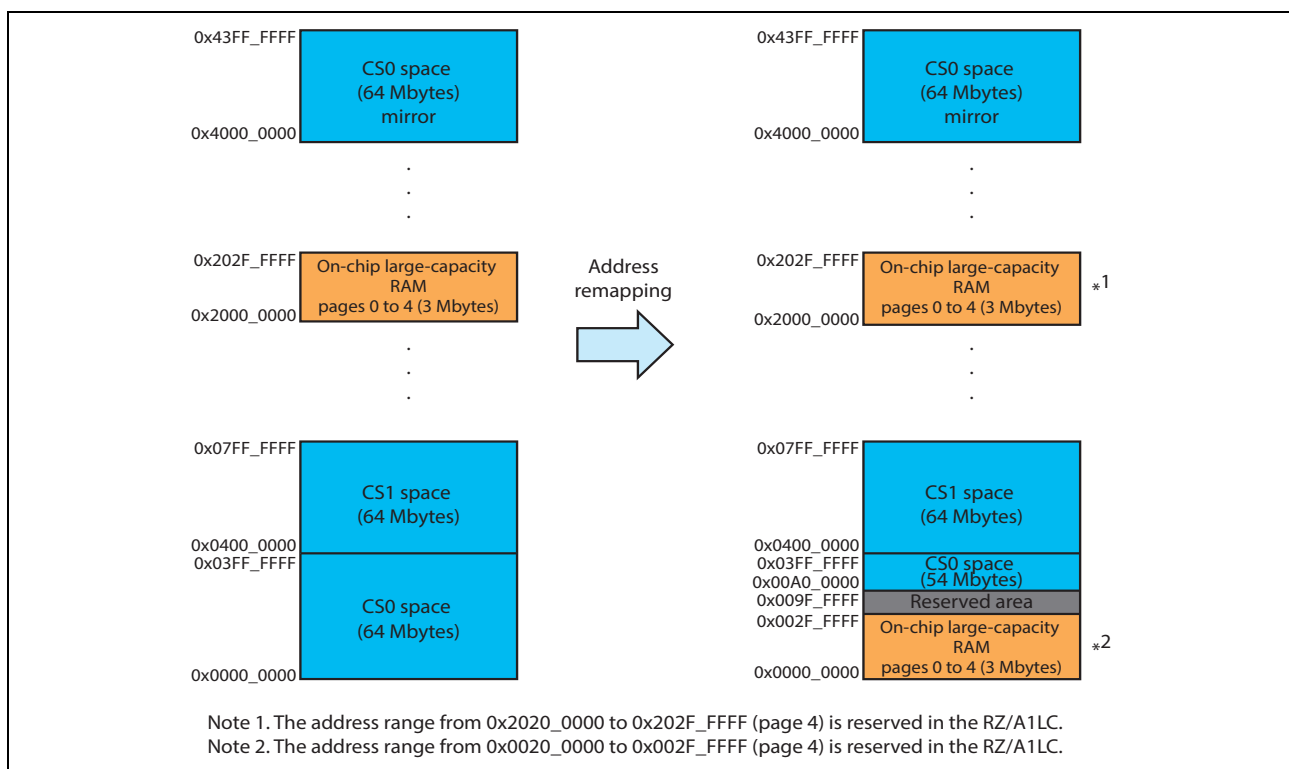 0x43FF_FFFF
CS0 space
(64 Mbytes)
mirror
0x4000_0000
.
.
.
0x202F_FFFF
On-chip large-capacity
RAM
pages 0 to 4 (3 Mbytes)
0x2000_0000
.
.
.
0x07FF_FFFF
CS1 space
(64 Mbytes)
0x0400_0000
0x03FF_FFFF
CS0 space
(64 Mbytes)
0x0000_0000
Address
remapping
0x43FF_FFFF
CS0 space
(64 Mbytes)
mirror
0x4000_0000
.
.
.
0x202F_FFFF
On-chip large-capacity
RAM
pages 0 to 4 (3 Mbytes)
*1
0x2000_0000
.
.
.
0x07FF_FFFF
CS1 space
(64 Mbytes)
0x0400_0000
0x03FF_FFFF
CS0 space
0x00A0_0000
(54 Mbytes)
0x009F_FFFF
Reserved area
0x002F_FFFF
On-chip large-capacity
RAM
pages 0 to 4 (3 Mbytes)
*2
0x0000_0000
Note 1. The address range from 0x2020_0000 to 0x202F_FFFF (page 4) is reserved in the RZ/A1LC.
Note 2. The address range from 0x0020_0000 to 0x002F_FFFF (page 4) is reserved in the RZ/A1LC.